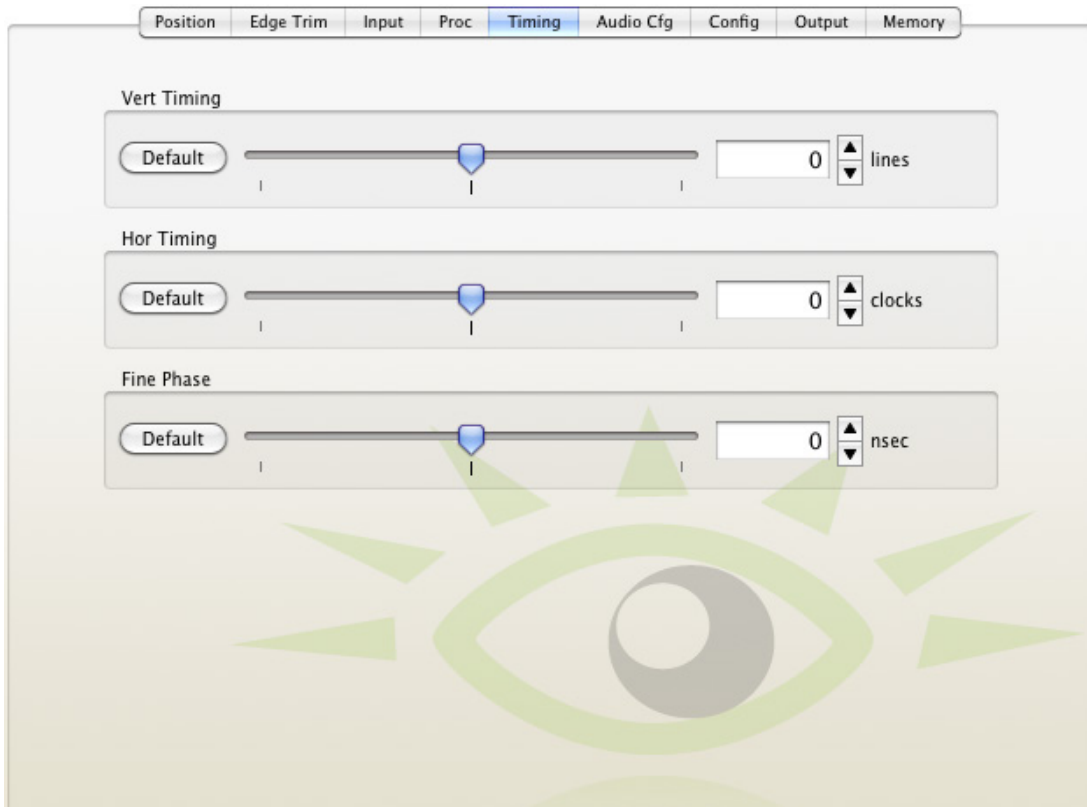 Position Edge Trim Input Proc Timing Audio Cfg Config Output Memory
Vert Timing
Default 0 lines
Hor Timing
Default 0 clocks
Fine Phase
Default 0 nsec